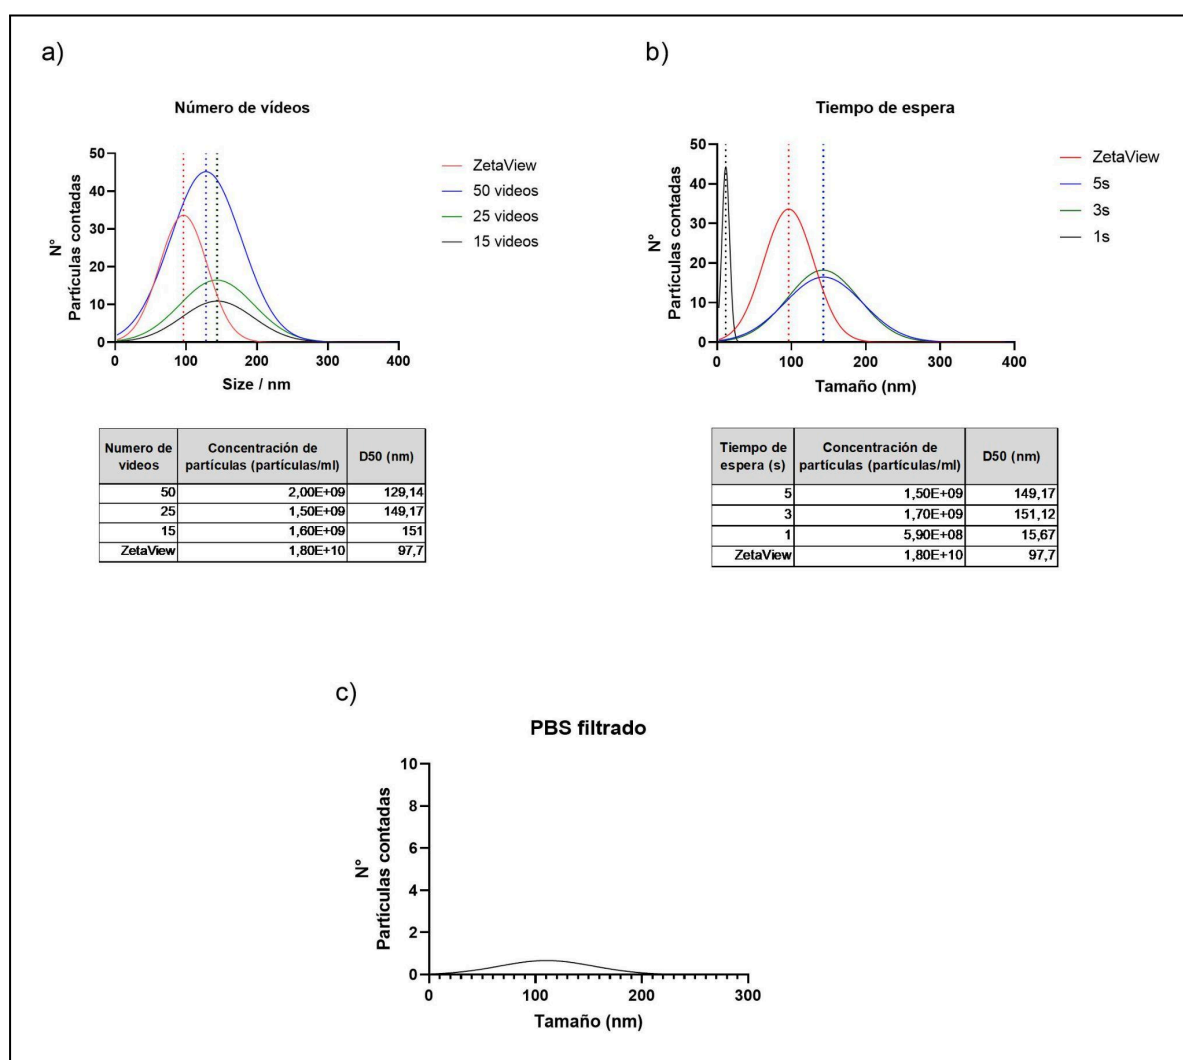 a)
Número de vídeos
50
40
30
20
10
0
N°
Partículas contadas
0
100
200
300
400
Size / nm
ZetaView
50 videos
25 videos
15 videos
Numero de videos
Concentración de partículas (partículas/ml)
D50 (nm)
50 2,00E+09 129,14
25 1,50E+09 149,17
15 1,60E+09 151
ZetaView 1,80E+10 97,7
b)
Tiempo de espera
50
40
30
20
10
0
N°
Partículas contadas
0
100
200
300
400
Tamaño (nm)
ZetaView
5s
3s
1s
Tiempo de espera (s)
Concentración de partículas (partículas/ml)
D50 (nm)
5 1,50E+09 149,17
3 1,70E+09 151,12
1 5,90E+08 15,67
ZetaView 1,80E+10 97,7
c)
PBS filtrado
10
8
6
4
2
0
N°
Partículas contadas
0
100
200
300
Tamaño (nm)